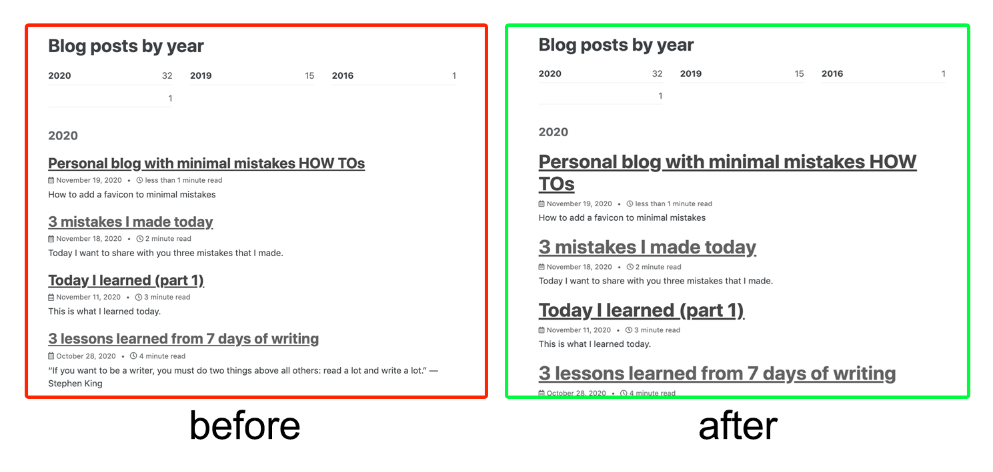 Blog posts by year
2020 32 2019 15 2016 1
1
2020
Personal blog with minimal mistakes HOW TOs
November 19, 2020 • less than 1 minute read
How to add a favicon to minimal mistakes
3 mistakes I made today
November 18, 2020 • 2 minute read
Today I want to share with you three mistakes that I made.
Today I learned (part 1)
November 11, 2020 • 3 minute read
This is what I learned today.
3 lessons learned from 7 days of writing
October 28, 2020 • 4 minute read
“If you want to be a writer, you must do two things above all others: read a lot and write a lot.” —
Stephen King
before
Blog posts by year
2020 32 2019 15 2016 1
1
2020
Personal blog with minimal mistakes HOW
TOs
November 19, 2020 • less than 1 minute read
How to add a favicon to minimal mistakes
3 mistakes I made today
November 18, 2020 • 2 minute read
Today I want to share with you three mistakes that I made.
Today I learned (part 1)
November 11, 2020 • 3 minute read
This is what I learned today.
3 lessons learned from 7 days of writing
October 28, 2020 • 4 minute read
after